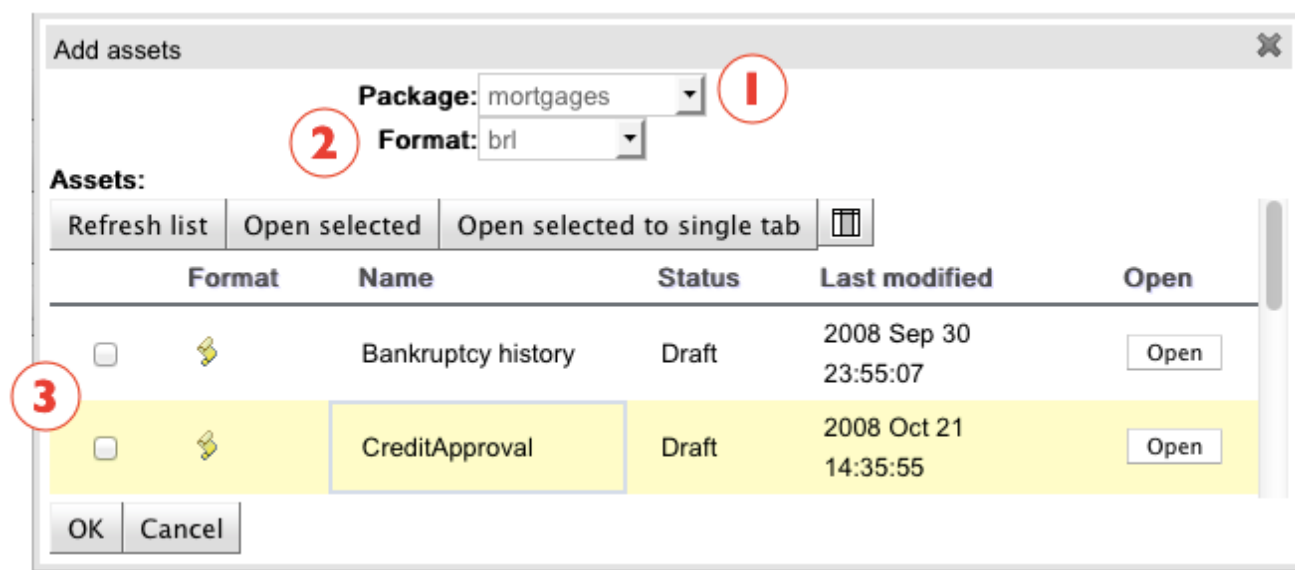 Add assets
Package: mortgages 1
2 Format: brl
Assets:
Refresh list Open selected Open selected to single tab
Format Name Status Last modified Open
Bankruptcy history Draft 2008 Sep 30 23:55:07 Open
3
CreditApproval Draft 2008 Oct 21 14:35:55 Open
OK Cancel